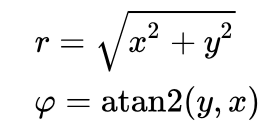 r = √(x² + y²)
φ = atan2(y, x)